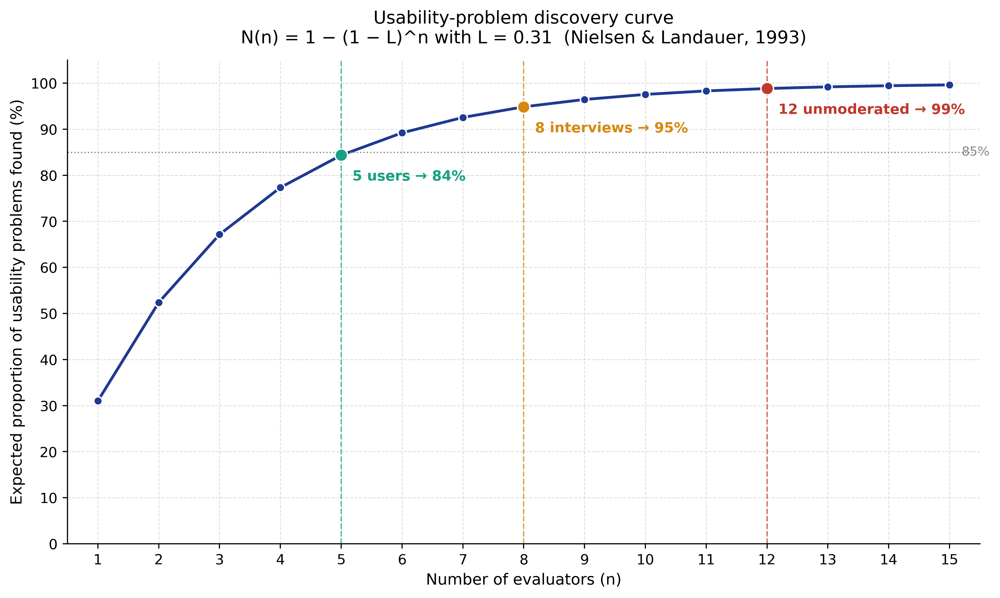 Usability-problem discovery curve
N(n) = 1 − (1 − L)^n with L = 0.31  (Nielsen & Landauer, 1993)
Expected proportion of usability problems found (%)
100
90
80
70
60
50
40
30
20
10
0
12 unmoderated → 99%
8 interviews → 95%
85%
5 users → 84%
1 2 3 4 5 6 7 8 9 10 11 12 13 14 15
Number of evaluators (n)